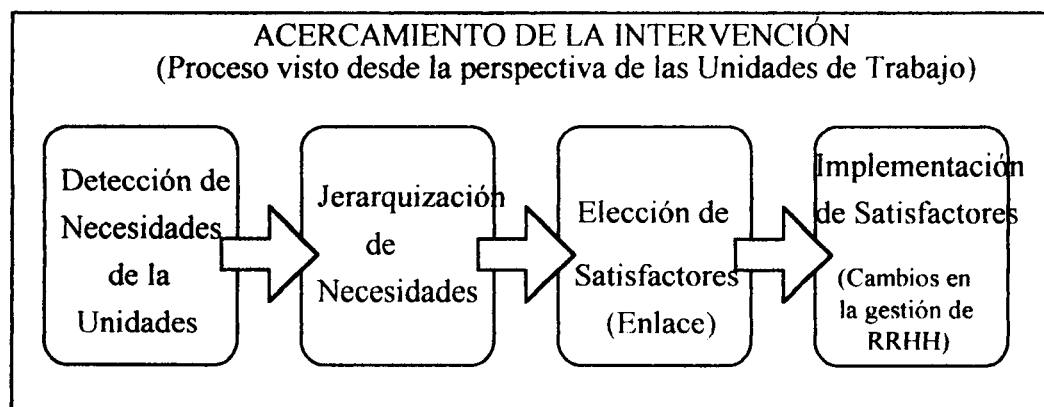 ACERCAMIENTO DE LA INTERVENCIÓN
(Proceso visto desde la perspectiva de las Unidades de Trabajo)
Detección de
Necesidades
de la
Unidades
Jerarquización
de
Necesidades
Elección de
Satisfactores
(Enlace)
Implementación
de Satisfactores
(Cambios en
la gestión de
RRHH)